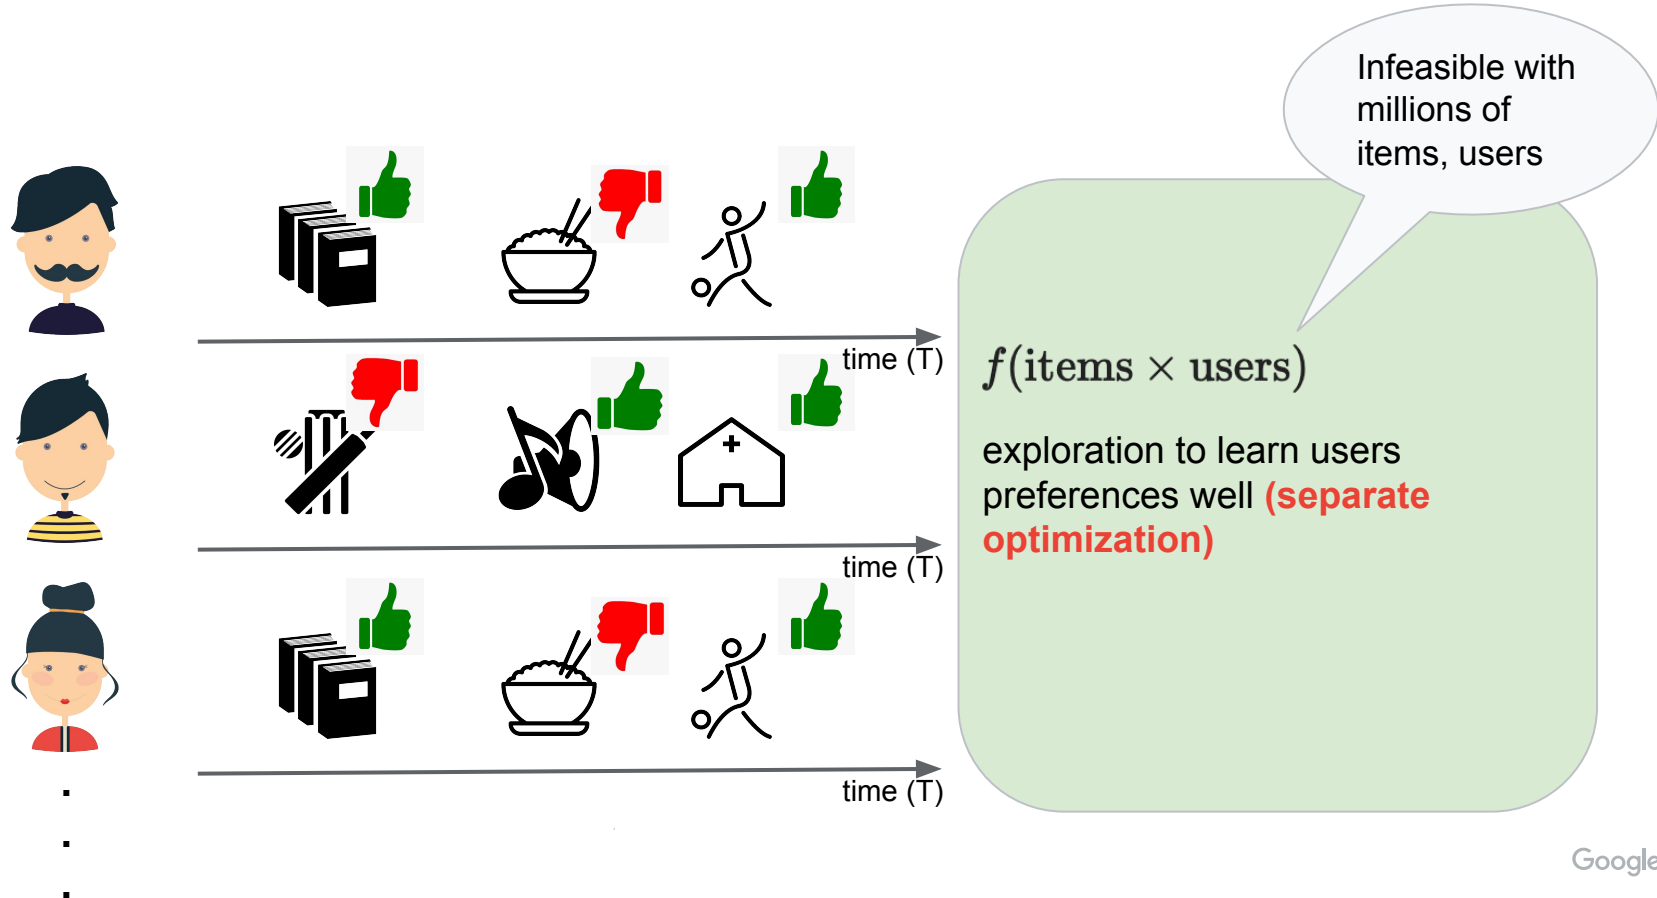 Infeasible with
millions of
items, users
time (T)
time (T)
time (T)
f(items × users)
exploration to learn users
preferences well (separate
optimization)
Google